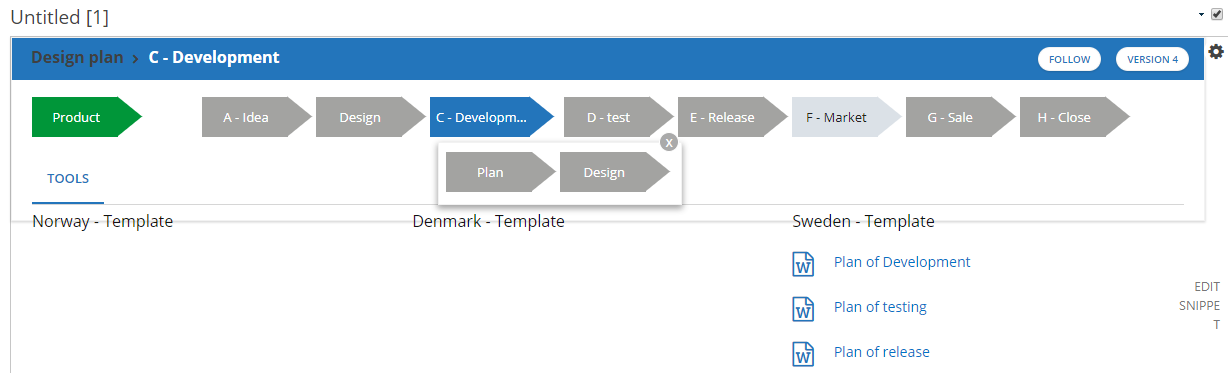 Untitled [1]
Design plan > C - Development
FOLLOW
VERSION 4
Product
A - Idea
Design
C - Developm...
D - test
E - Release
F - Market
G - Sale
H - Close
x
Plan
Design
TOOLS
Norway - Template
Denmark - Template
Sweden - Template
W Plan of Development
W Plan of testing
W Plan of release
EDIT
SNIPPE
T